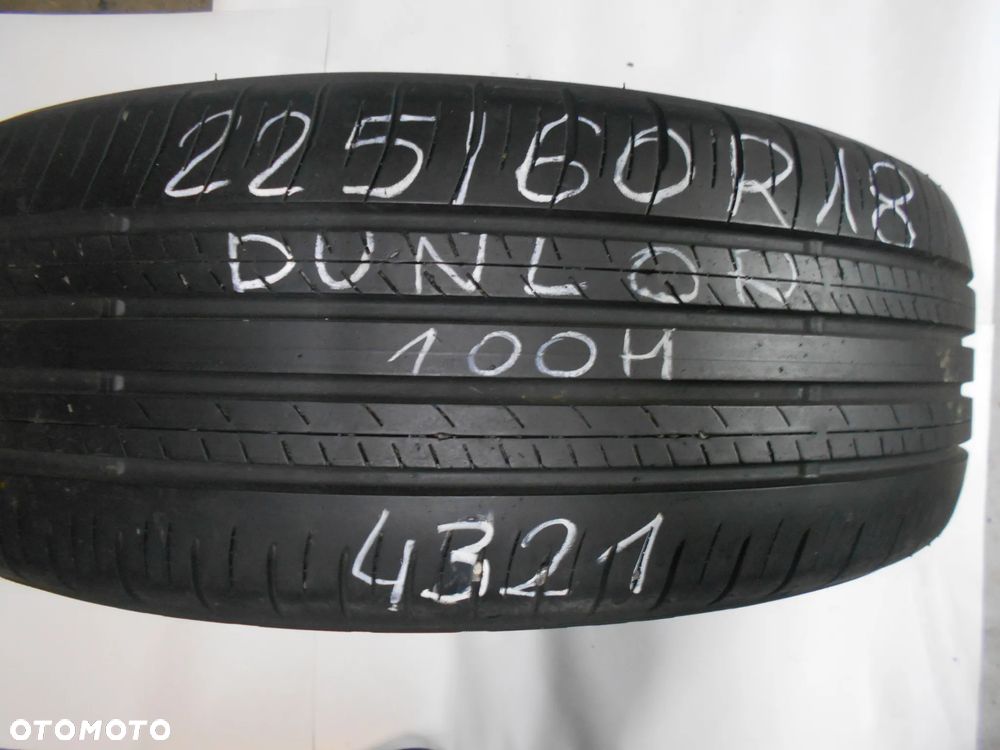 225/60R18
DUNLOP
100H
4321
OTOMOTO